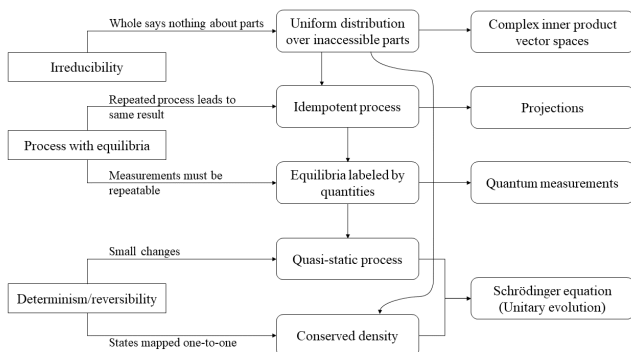 Whole says nothing about parts
Uniform distribution
over inaccessible parts
Complex inner product
vector spaces
Irreducibility
Repeated process leads to
same result
Idempotent process
Projections
Process with equilibria
Measurements must be
repeatable
Equilibria labeled by
quantities
Quantum measurements
Small changes
Quasi-static process
Determinism/reversibility
Schrödinger equation
(Unitary evolution)
States mapped one-to-one
Conserved density